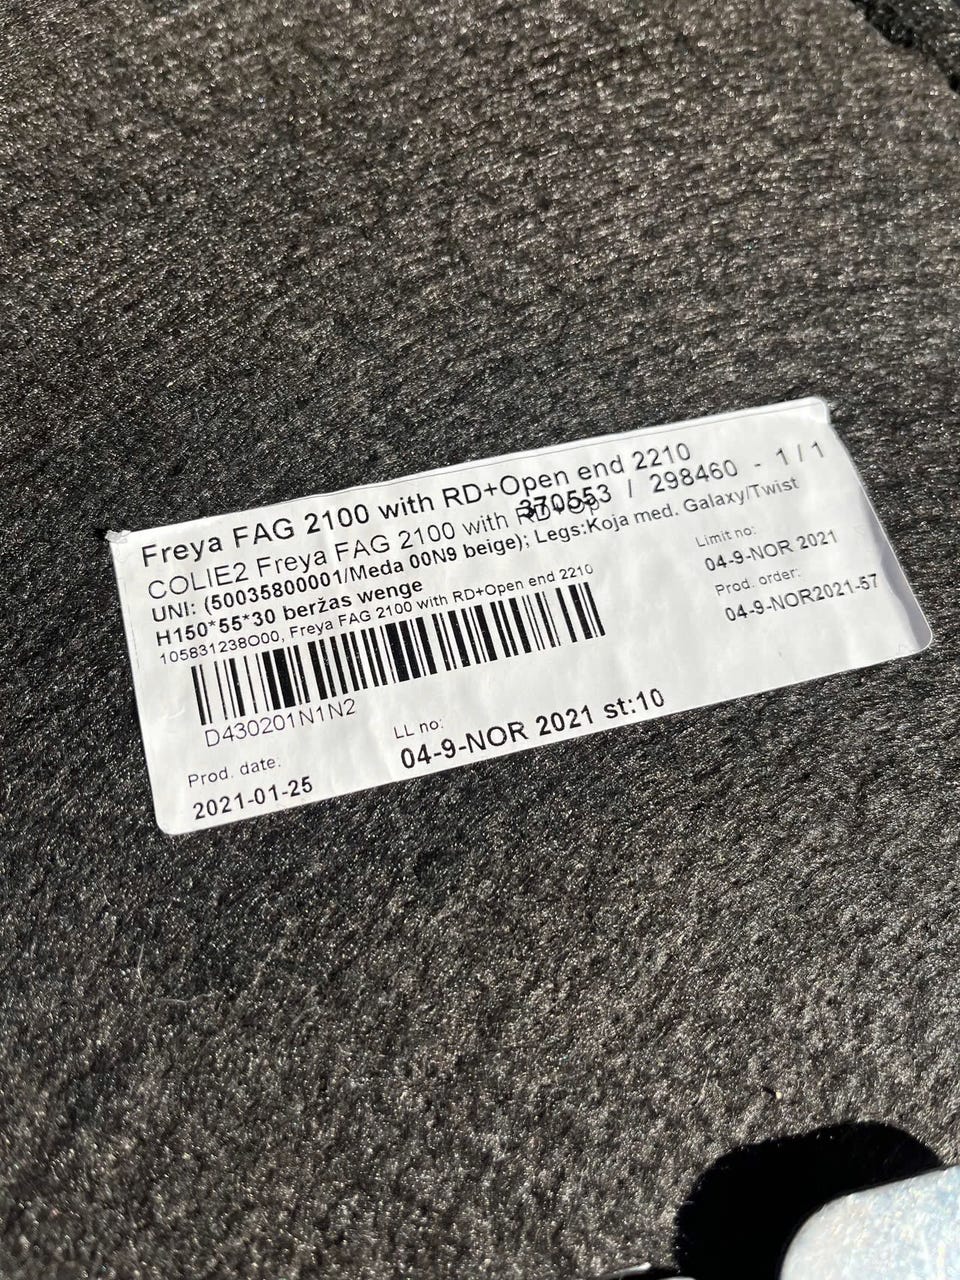 Freya FAG 2100 with RD+Open end 2210
COLIE2 Freya FAG 2100 with RD+Op
370553 / 298460 - 1 / 1
UNI: (50035800001/Meda 00N9 beige); Legs:Koja med. Galaxy/Twist
H150*55*30 beržas wenge
105831238O00, Freya FAG 2100 with RD+Open end 2210
D430201N1N2
Limit no:
04-9-NOR 2021
Prod. order:
04-9-NOR2021-57
Prod. date:
2021-01-25
LL no:
04-9-NOR 2021 st:10